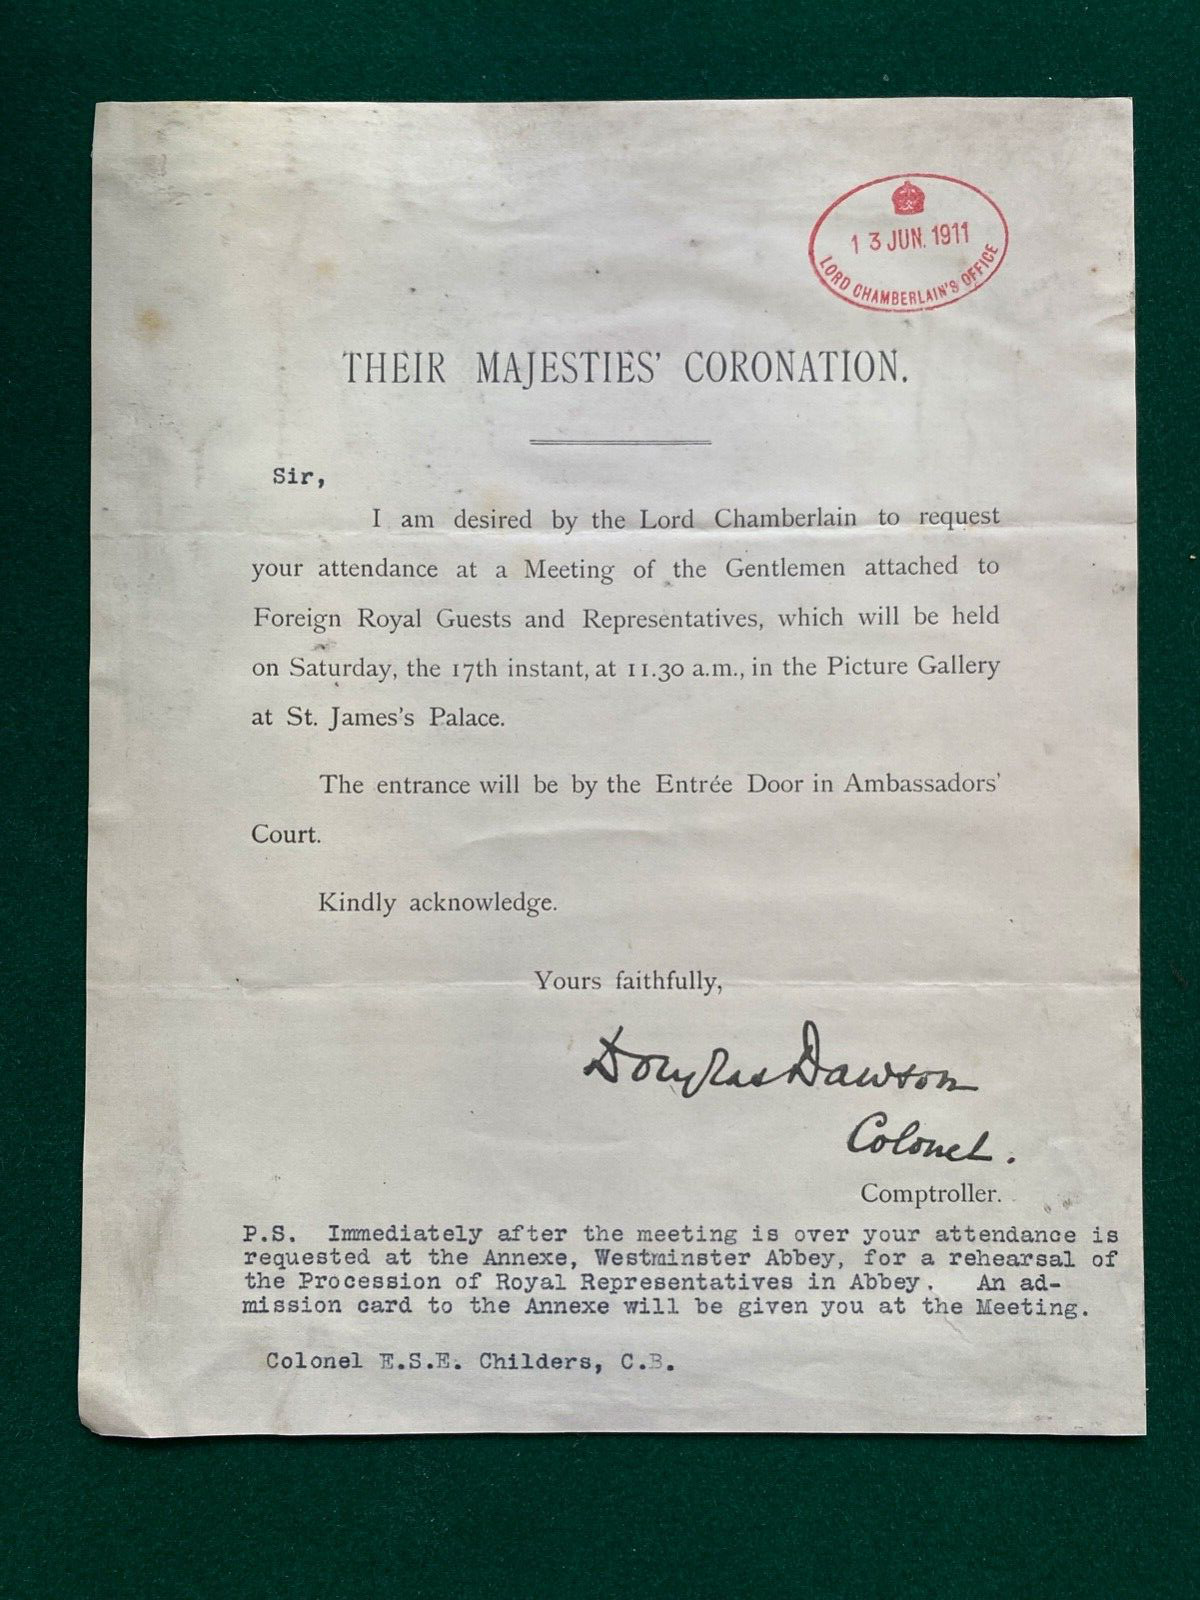 13 JUN. 1911
LORD CHAMBERLAIN'S OFFICE
THEIR MAJESTIES' CORONATION.
Sir,
I am desired by the Lord Chamberlain to request
your attendance at a Meeting of the Gentlemen attached to
Foreign Royal Guests and Representatives, which will be held
on Saturday, the 17th instant, at 11.30 a.m., in the Picture Gallery
at St. James's Palace.
The entrance will be by the Entrée Door in Ambassadors'
Court.
Kindly acknowledge.
Yours faithfully,
Douglas Dawson
Colonel.
Comptroller.
P.S. Immediately after the meeting is over your attendance is
requested at the Annexe, Westminster Abbey, for a rehearsal of
the Procession of Royal Representatives in Abbey. An ad-
mission card to the Annexe will be given you at the Meeting.
Colonel E.S.E. Childers, C.B.